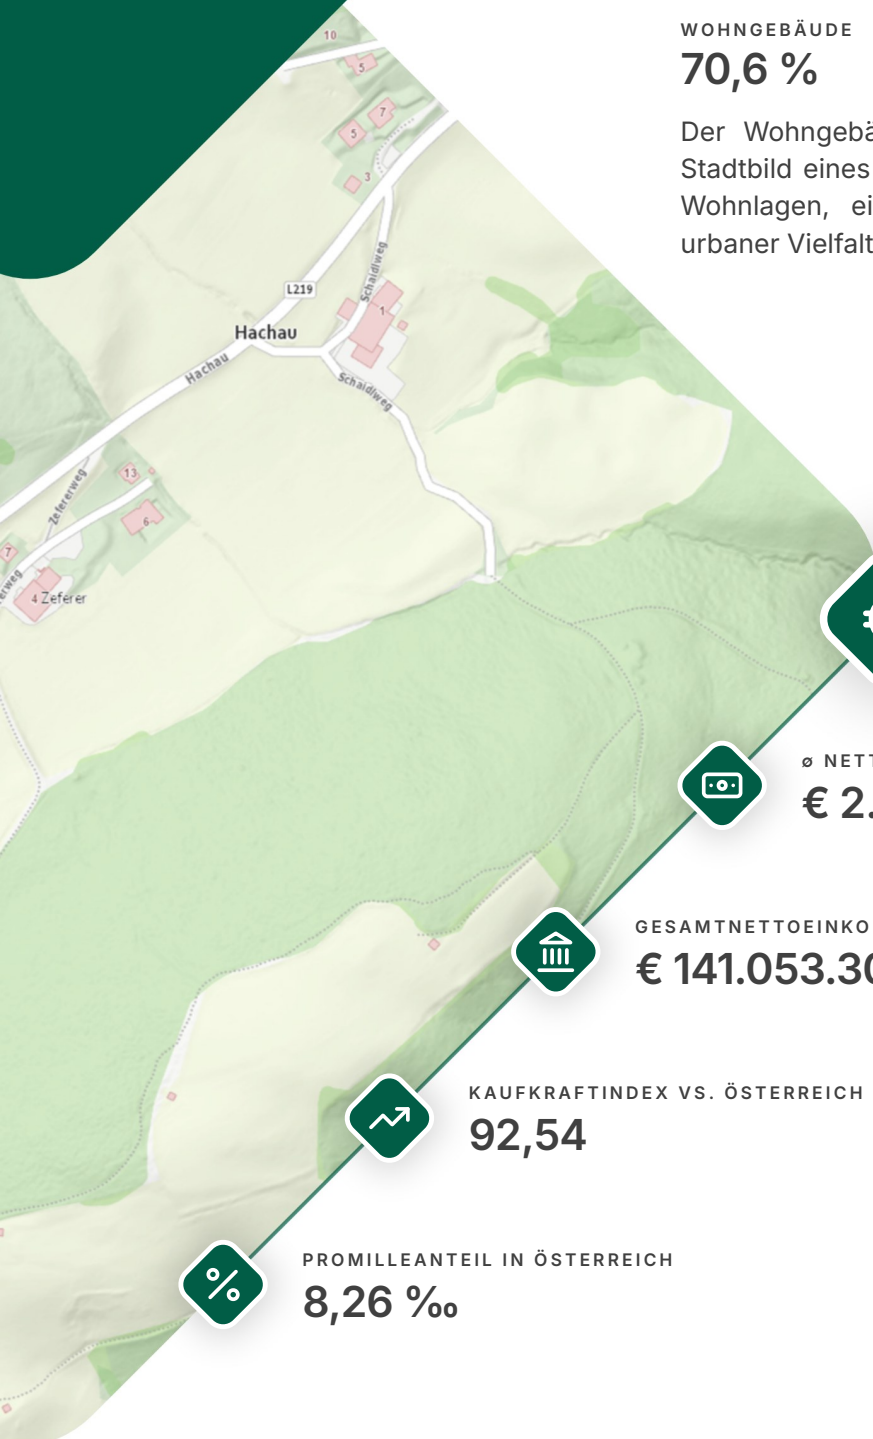 WOHNGEBÄUDE
70,6 %
Der Wohngebä
Stadtbild eines
Wohnlagen, ei
urbaner Vielfalt
10
5
7
5
3
L219
Schaidlweg
1
Hachau
Hachau
Schaidlweg
Zefererweg
13
6
7
erweg
4 Zeferer
ø NETT
€ 2.
GESAMTNETTOEINKO
€ 141.053.30
KAUFKRAFTINDEX VS. ÖSTERREICH
92,54
PROMILLEANTEIL IN ÖSTERREICH
8,26 ‰